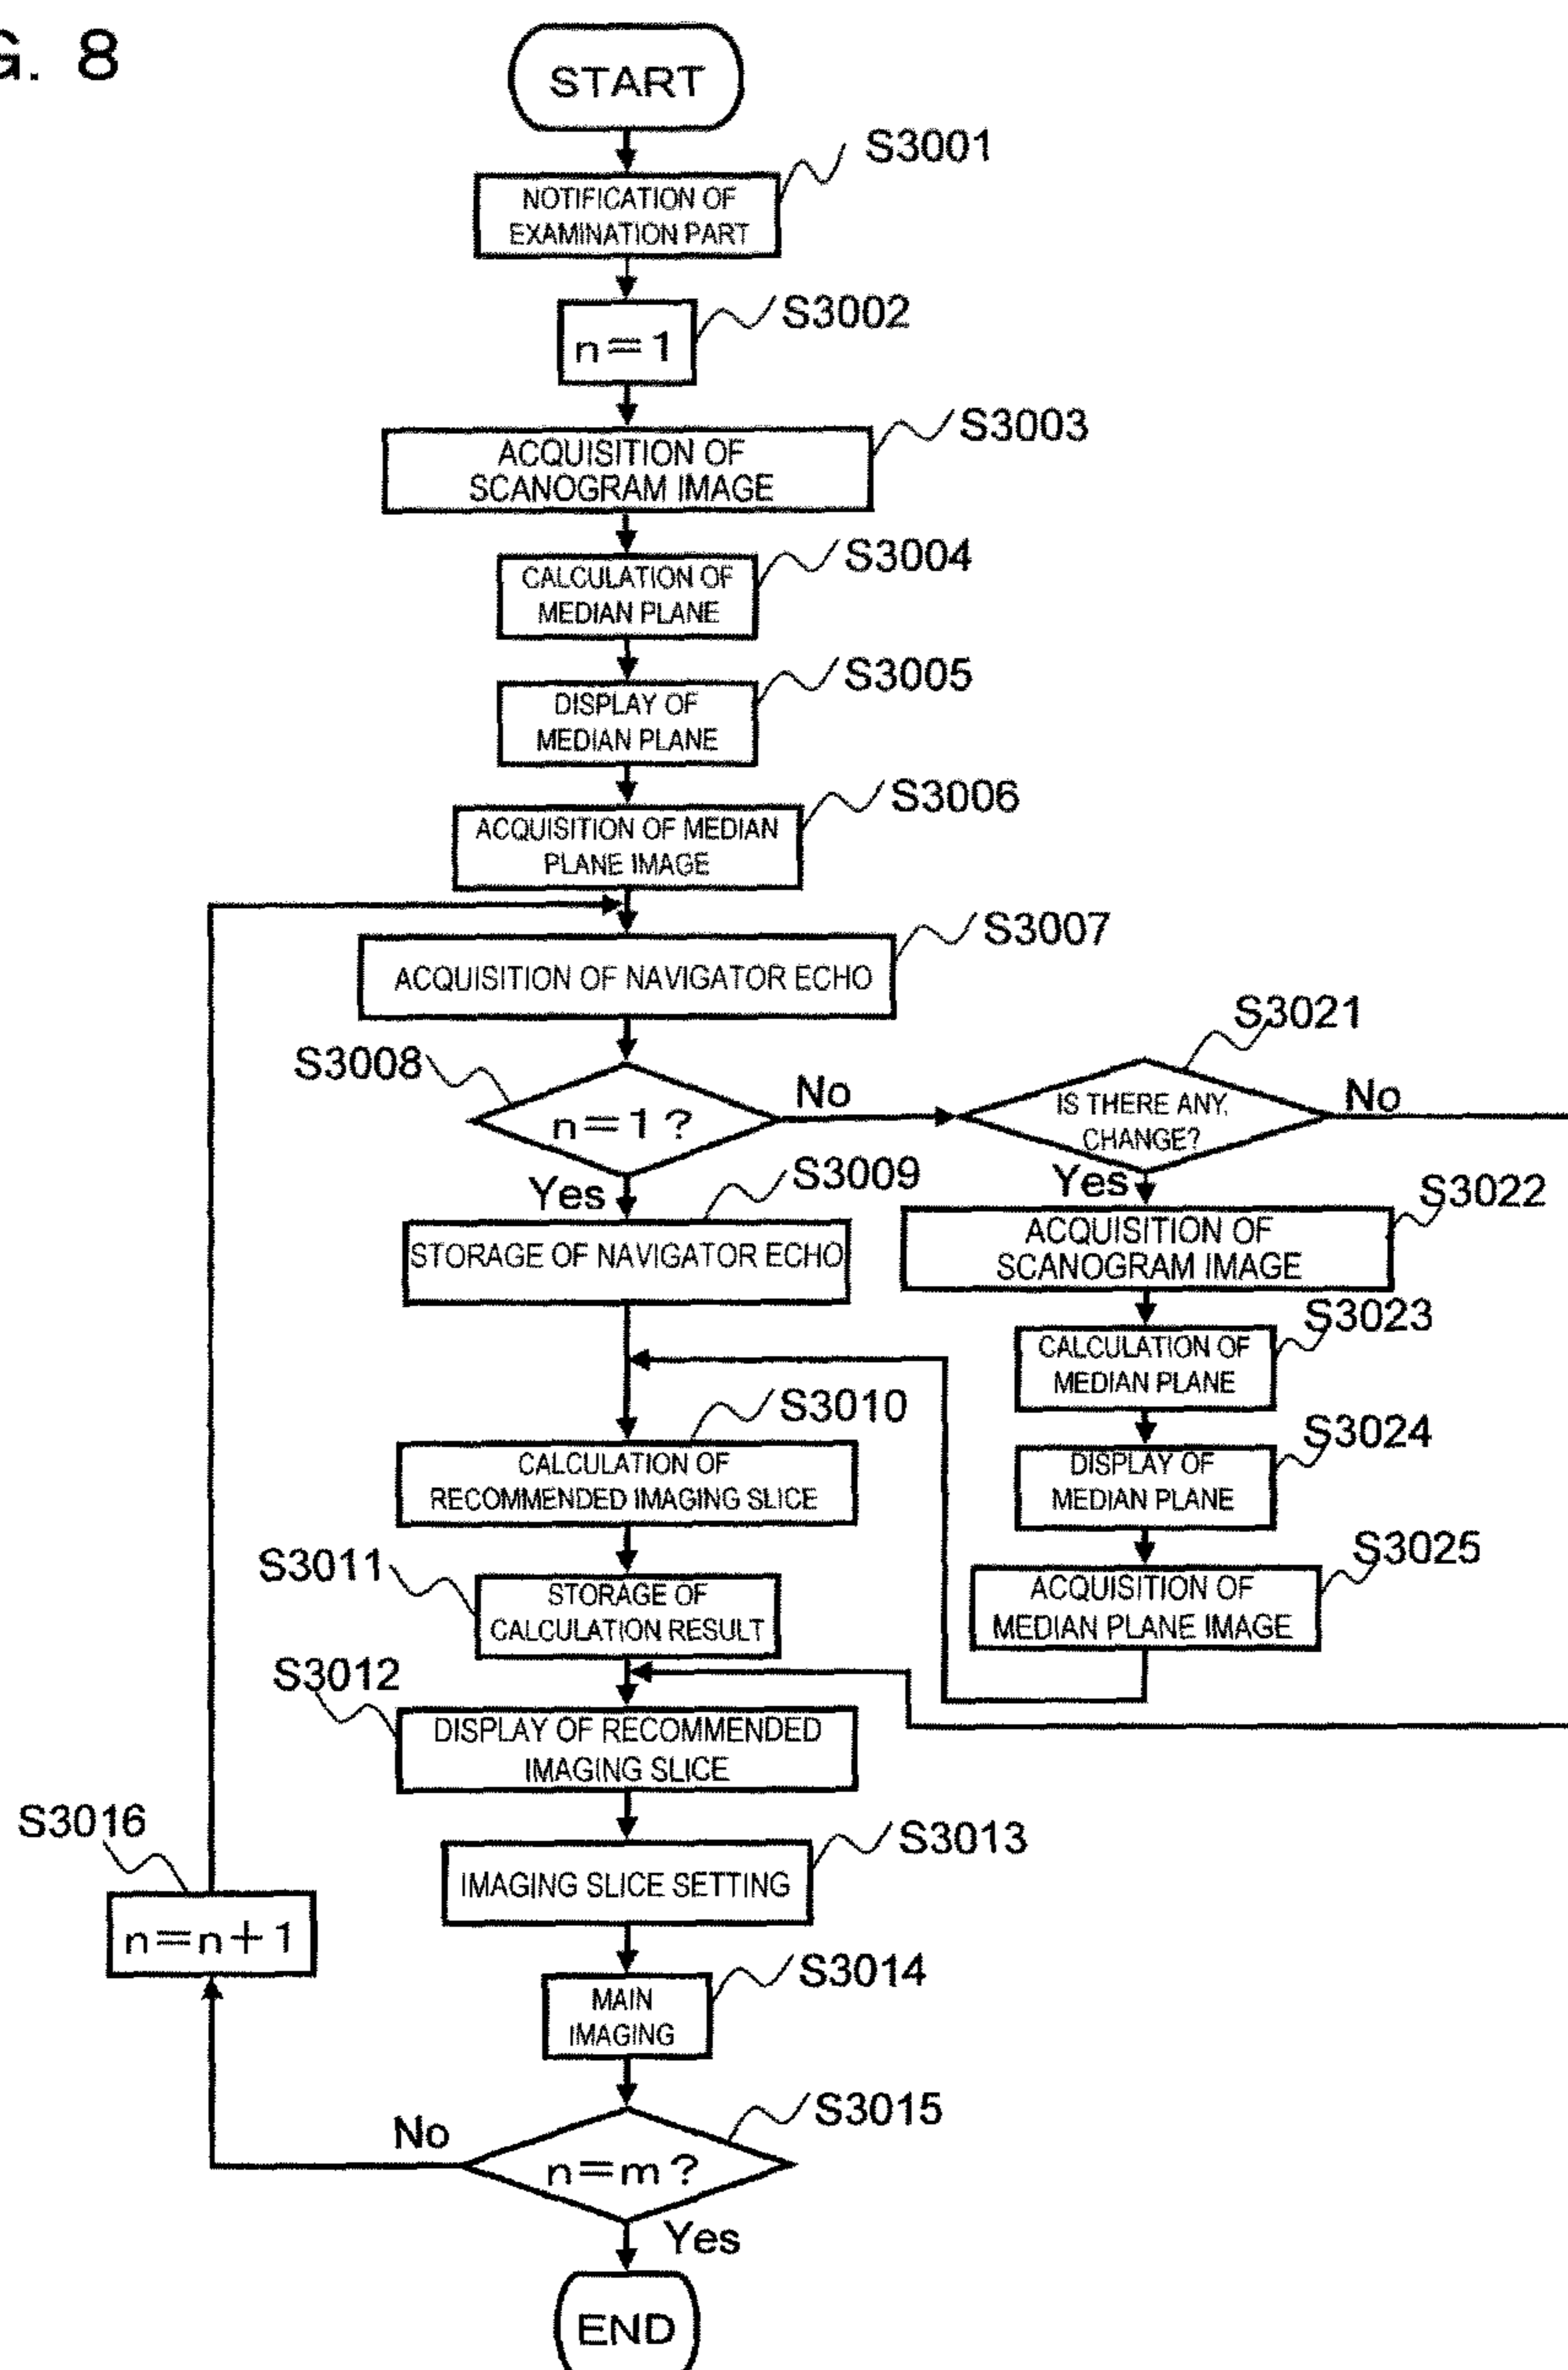 G. 8
START
S3001
NOTIFICATION OF
EXAMINATION PART
S3002
n=1
S3003
ACQUISITION OF
SCANOGRAM IMAGE
S3004
CALCULATION OF
MEDIAN PLANE
S3005
DISPLAY OF
MEDIAN PLANE
S3006
ACQUISITION OF MEDIAN
PLANE IMAGE
S3007
ACQUISITION OF NAVIGATOR ECHO
S3008
n=1?
No
Yes
S3021
IS THERE ANY
CHANGE?
No
Yes
S3009
STORAGE OF NAVIGATOR ECHO
S3022
ACQUISITION OF
SCANOGRAM IMAGE
S3023
CALCULATION OF
MEDIAN PLANE
S3024
DISPLAY OF
MEDIAN PLANE
S3025
ACQUISITION OF
MEDIAN PLANE IMAGE
S3010
CALCULATION OF
RECOMMENDED IMAGING SLICE
S3011
STORAGE OF
CALCULATION RESULT
S3012
DISPLAY OF RECOMMENDED
IMAGING SLICE
S3013
IMAGING SLICE SETTING
S3014
MAIN
IMAGING
S3015
n=m?
No
Yes
S3016
n=n+1
END